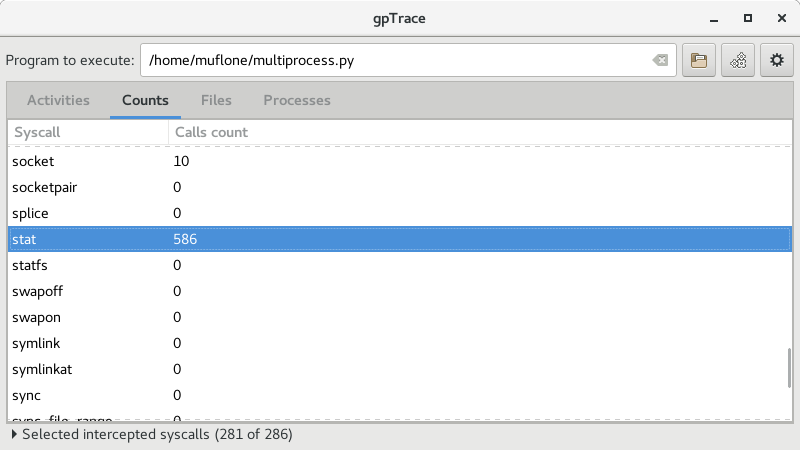 gpTrace
Program to execute: /home/muflone/multiprocess.py
Activities Counts Files Processes
Syscall Calls count
socket 10
socketpair 0
splice 0
stat 586
statfs 0
swapoff 0
swapon 0
symlink 0
symlinkat 0
sync 0
sync_file_range 0
Selected intercepted syscalls (281 of 286)